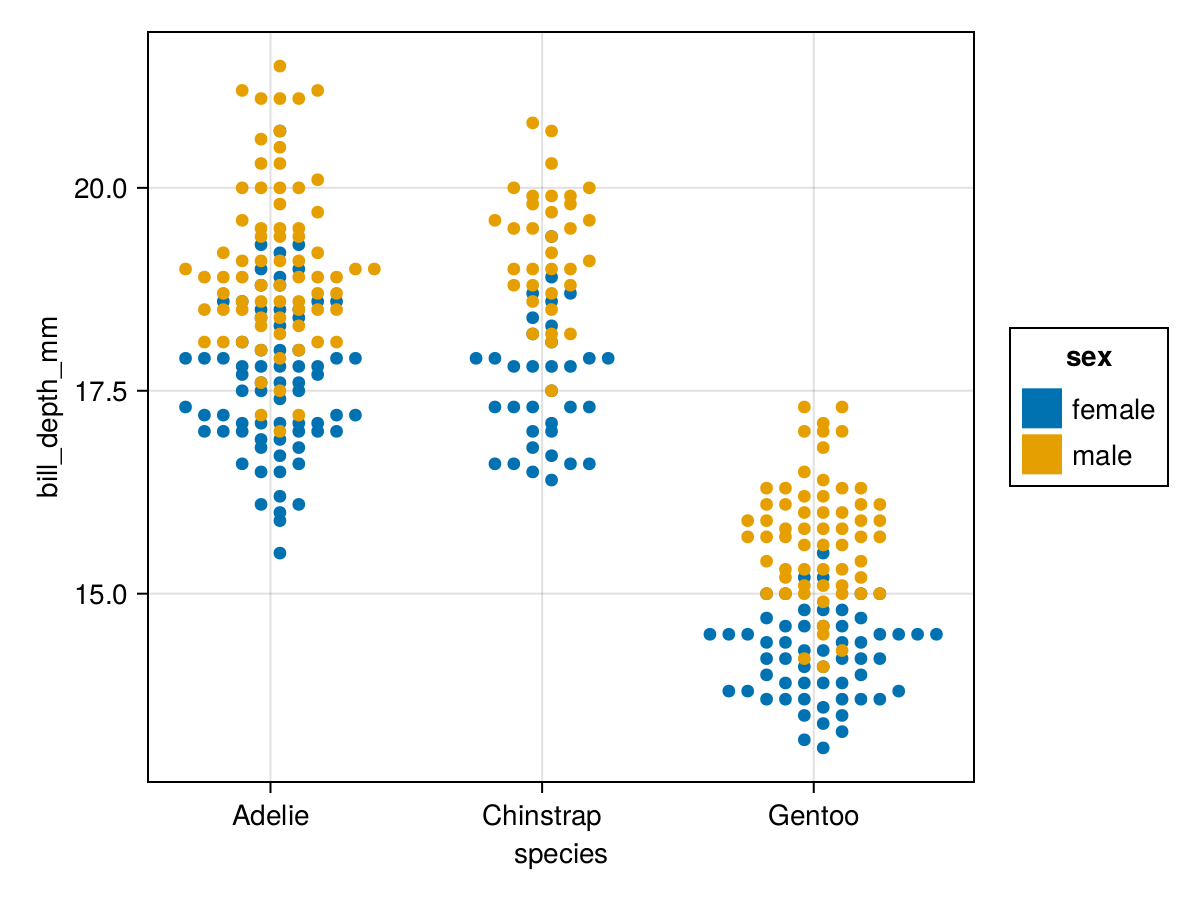 20.0
17.5
15.0
bill_depth_mm
Adelie
Chinstrap
Gentoo
species
sex
female
male